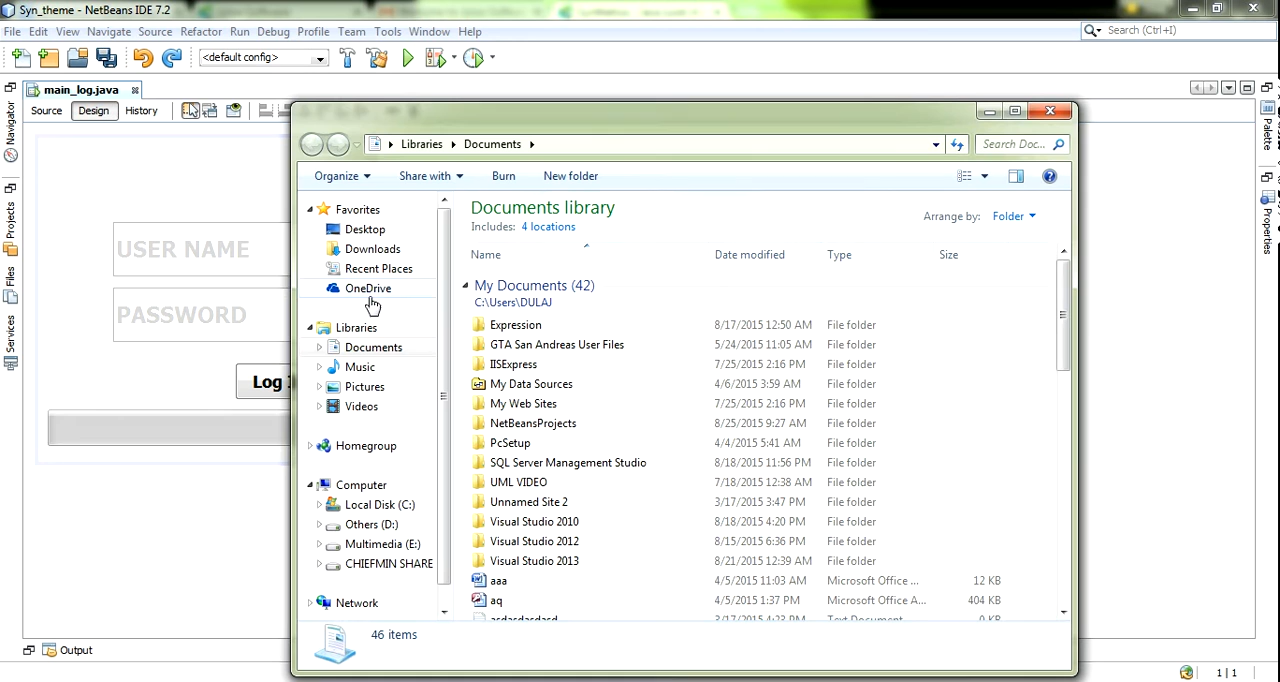 Syn_theme - NetBeans IDE 7.2
File Edit View Navigate Source Refactor Run Debug Profile Team Tools Window Help
Search (Ctrl+I)
<default config>
main_log.java
Source Design History
Navigator
Projects
Files
Services
Palette
Properties
USER NAME
PASSWORD
Log
Libraries Documents
Search Doc...
Organize Share with Burn New folder
Favorites
Desktop
Downloads
Recent Places
OneDrive
Libraries
Documents
Music
Pictures
Videos
Homegroup
Computer
Local Disk (C:)
Others (D:)
Multimedia (E:)
CHIEFMIN SHARE
Network
Documents library
Includes: 4 locations
Arrange by: Folder
Name Date modified Type Size
My Documents (42)
C:\Users\DULAJ
Expression 8/17/2015 12:50 AM File folder
GTA San Andreas User Files 5/24/2015 11:05 AM File folder
IISExpress 7/25/2015 2:16 PM File folder
My Data Sources 4/6/2015 3:59 AM File folder
My Web Sites 7/25/2015 2:16 PM File folder
NetBeansProjects 8/25/2015 9:27 AM File folder
PcSetup 4/4/2015 5:41 AM File folder
SQL Server Management Studio 8/18/2015 11:56 PM File folder
UML VIDEO 7/18/2015 12:38 AM File folder
Unnamed Site 2 3/17/2015 3:47 PM File folder
Visual Studio 2010 8/18/2015 4:20 PM File folder
Visual Studio 2012 8/15/2015 6:36 PM File folder
Visual Studio 2013 8/21/2015 12:39 AM File folder
aaa 4/5/2015 11:03 AM Microsoft Office ... 12 KB
aq 4/5/2015 1:37 PM Microsoft Office A... 404 KB
46 items
Output
1 | 1